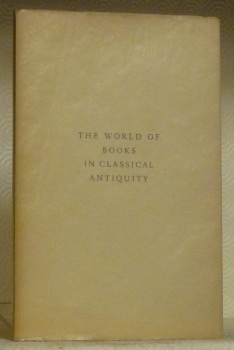 THE WORLD OF
BOOKS
IN CLASSICAL
ANTIQUITY